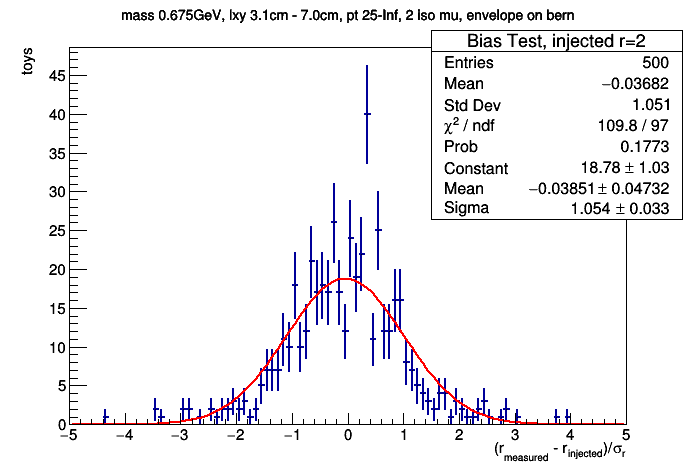 mass 0.675GeV, lxy 3.1cm - 7.0cm, pt 25-Inf, 2 Iso mu, envelope on bern
Bias Test, injected r=2
Entries 500
Mean −0.03682
Std Dev 1.051
χ² / ndf 109.8 / 97
Prob 0.1773
Constant 18.78 ± 1.03
Mean −0.03851 ± 0.04732
Sigma 1.054 ± 0.033
toys
45
40
35
30
25
20
15
10
5
0
−5 −4 −3 −2 −1 0 1 2 3 4 5
(r_measured - r_injected)/σ_r